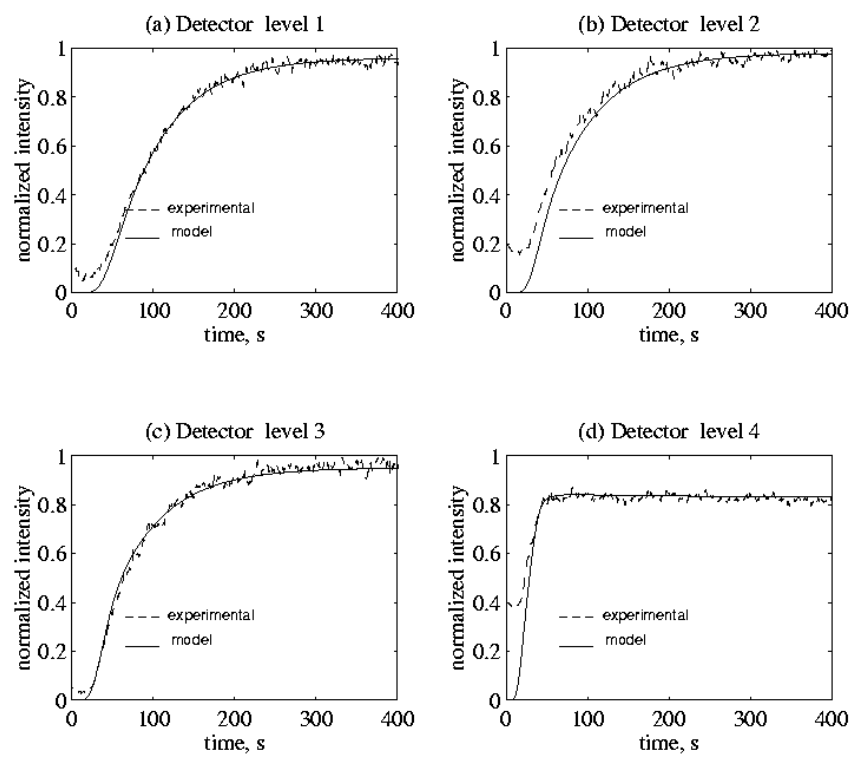 (a) Detector level 1
normalized intensity
1
0.8
0.6
0.4
0.2
0
experimental
model
0 100 200 300 400
time, s
(b) Detector level 2
normalized intensity
1
0.8
0.6
0.4
0.2
0
experimental
model
0 100 200 300 400
time, s
(c) Detector level 3
normalized intensity
1
0.8
0.6
0.4
0.2
0
experimental
model
0 100 200 300 400
time, s
(d) Detector level 4
normalized intensity
1
0.8
0.6
0.4
0.2
0
experimental
model
0 100 200 300 400
time, s